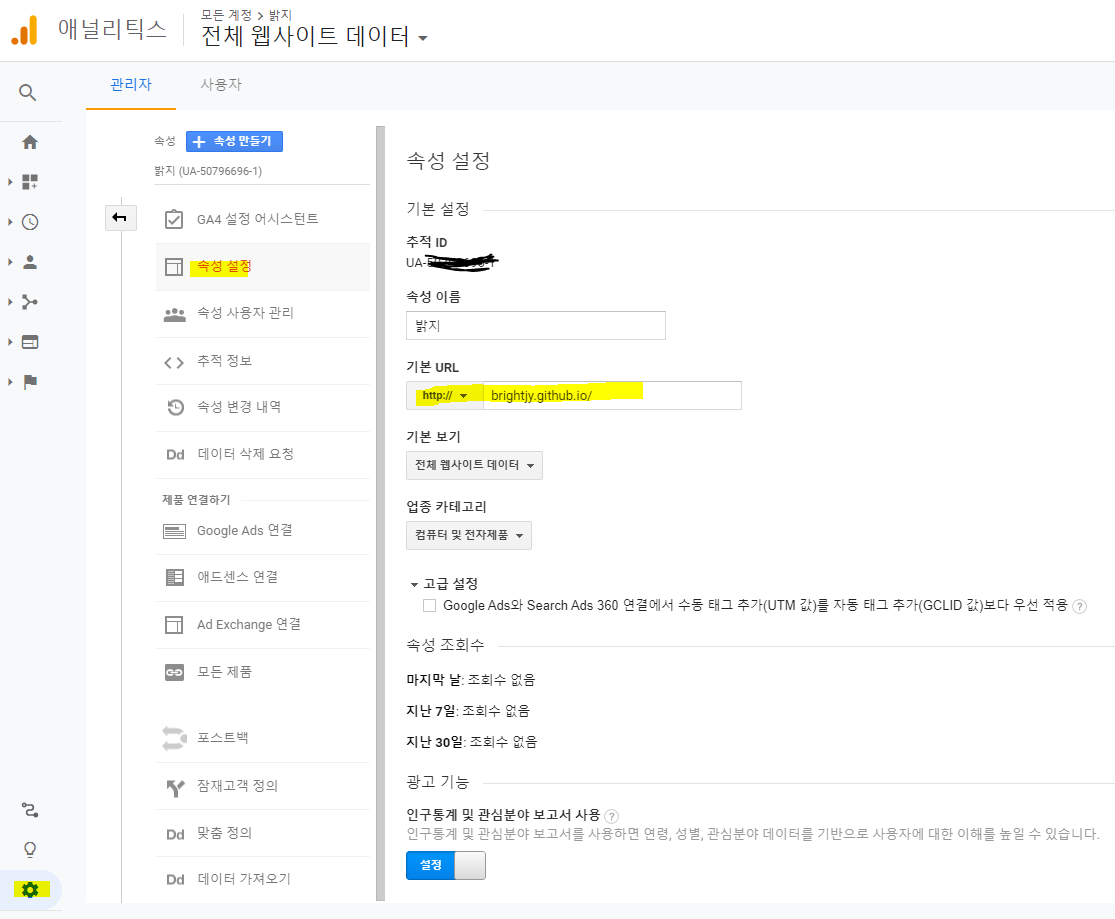 애널리틱스
모든 계정 > 밝지
전체 웹사이트 데이터
관리자 사용자
속성 + 속성 만들기
밝지 (UA-50796696-1)
GA4 설정 어시스턴트
속성 설정
속성 사용자 관리
추적 정보
속성 변경 내역
Dd 데이터 삭제 요청
제품 연결하기
Google Ads 연결
애드센스 연결
Ad Exchange 연결
모든 제품
포스트백
잠재고객 정의
Dd 맞춤 정의
Dd 데이터 가져오기
속성 설정
기본 설정
추적 ID
UA-
속성 이름
밝지
기본 URL
http:// brightjy.github.io/
기본 보기
전체 웹사이트 데이터
업종 카테고리
컴퓨터 및 전자제품
고급 설정
Google Ads와 Search Ads 360 연결에서 수동 태그 추가(UTM 값)를 자동 태그 추가(GCLID 값)보다 우선 적용 ?
속성 조회수
마지막 날: 조회수 없음
지난 7일: 조회수 없음
지난 30일: 조회수 없음
광고 기능
인구통계 및 관심분야 보고서 사용 ?
인구통계 및 관심분야 보고서를 사용하면 연령, 성별, 관심분야 데이터를 기반으로 사용자에 대한 이해를 높일 수 있습니다.
설정